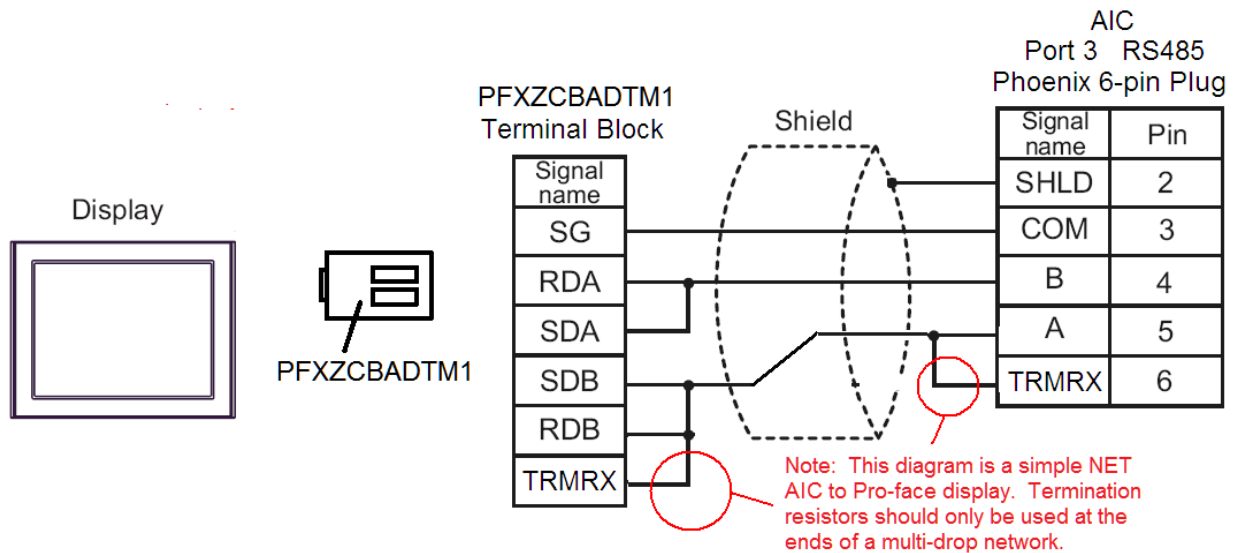 AIC
Port 3 RS485
Phoenix 6-pin Plug
PFXZCBADTM1
Terminal Block
Shield
Signal
name
Pin
SHLD
2
COM
3
B
4
A
5
TRMRX
6
Signal
name
SG
RDA
SDA
SDB
RDB
TRMRX
Display
PFXZCBADTM1
Note: This diagram is a simple NET
AIC to Pro-face display. Termination
resistors should only be used at the
ends of a multi-drop network.